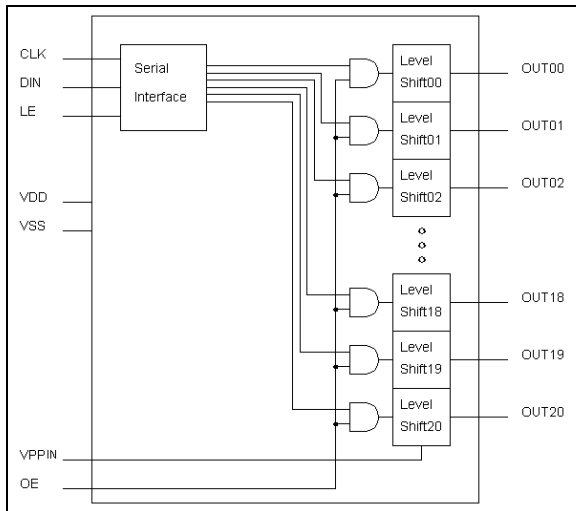 CLK
DIN
LE
VDD
VSS
VPPIN
OE
Serial
Interface
Level
Shift00
Level
Shift01
Level
Shift02
Level
Shift18
Level
Shift19
Level
Shift20
OUT00
OUT01
OUT02
OUT18
OUT19
OUT20